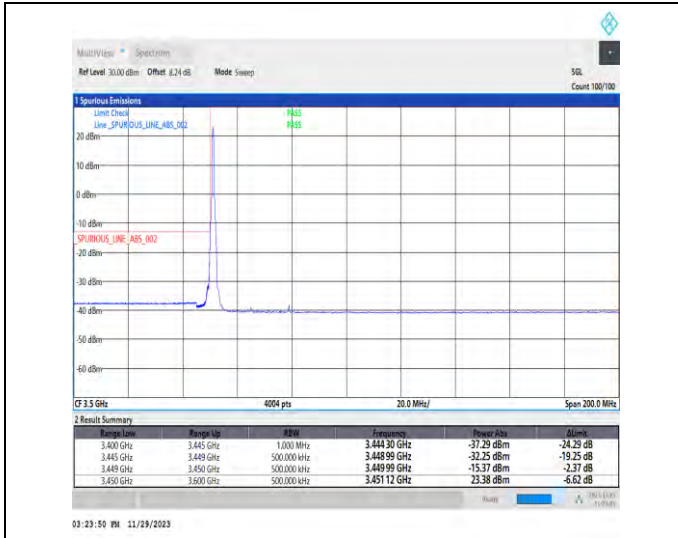 MultiView Spectrum
Ref Level 30.00 dBm Offset 8.24 dB Mode Sweep SGL
Count 100/100
1 Spurious Emissions
Limit Check PASS
Line _SPURIOUS_LINE_ABS_002 PASS
20 dBm
10 dBm
0 dBm
-10 dBm
_SPURIOUS_LINE_ABS_002
-20 dBm
-30 dBm
-40 dBm
-50 dBm
-60 dBm
CF 3.5 GHz 4004 pts 20.0 MHz/ Span 200.0 MHz
2 Result Summary
Range Low Range Up RBW Frequency Power Abs ΔLimit
3.400 GHz 3.445 GHz 1.000 MHz 3.444 30 GHz -37.29 dBm -24.29 dB
3.445 GHz 3.449 GHz 500.000 kHz 3.448 99 GHz -32.25 dBm -19.25 dB
3.449 GHz 3.450 GHz 500.000 kHz 3.449 99 GHz -15.37 dBm -2.37 dB
3.450 GHz 3.600 GHz 500.000 kHz 3.451 12 GHz 23.38 dBm -6.62 dB
Ready
03:23:50 PM 11/29/2023